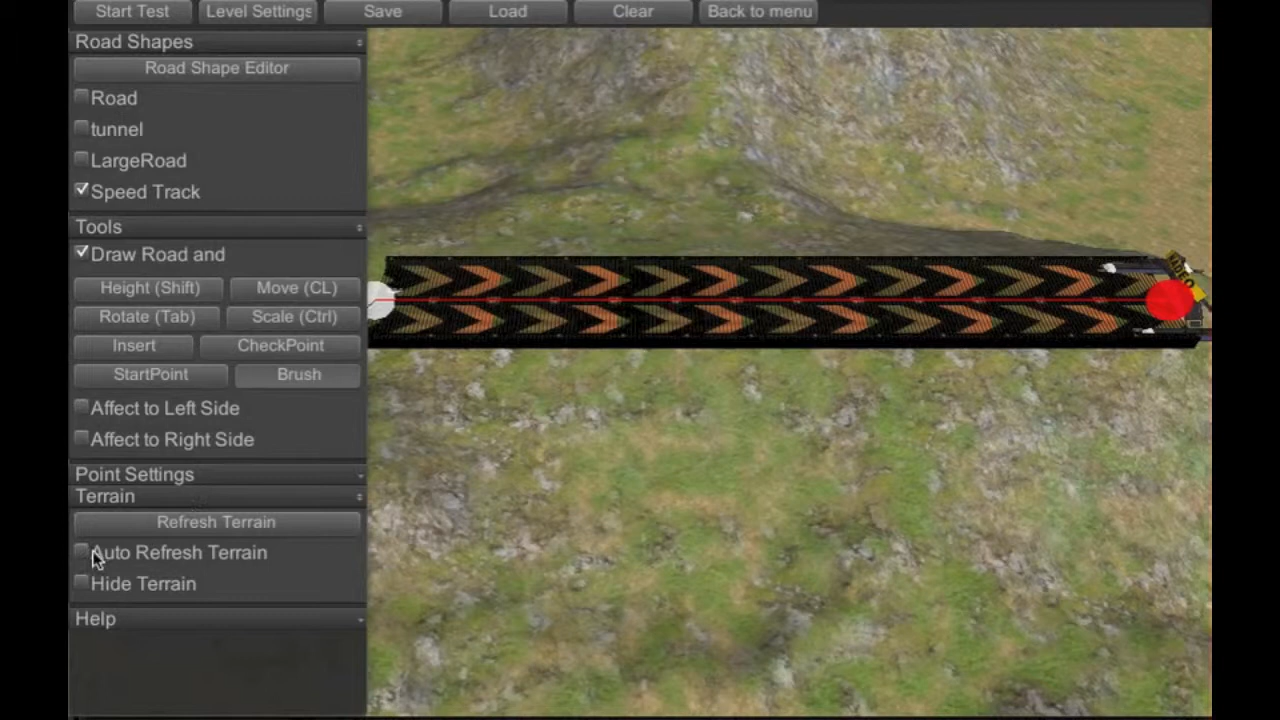 Start Test Level Settings Save Load Clear Back to menu
Road Shapes
Road Shape Editor
Road
tunnel
LargeRoad
Speed Track
Tools
Draw Road and
Height (Shift) Move (CL)
Rotate (Tab) Scale (Ctrl)
Insert CheckPoint
StartPoint Brush
Affect to Left Side
Affect to Right Side
Point Settings
Terrain
Refresh Terrain
Auto Refresh Terrain
Hide Terrain
Help